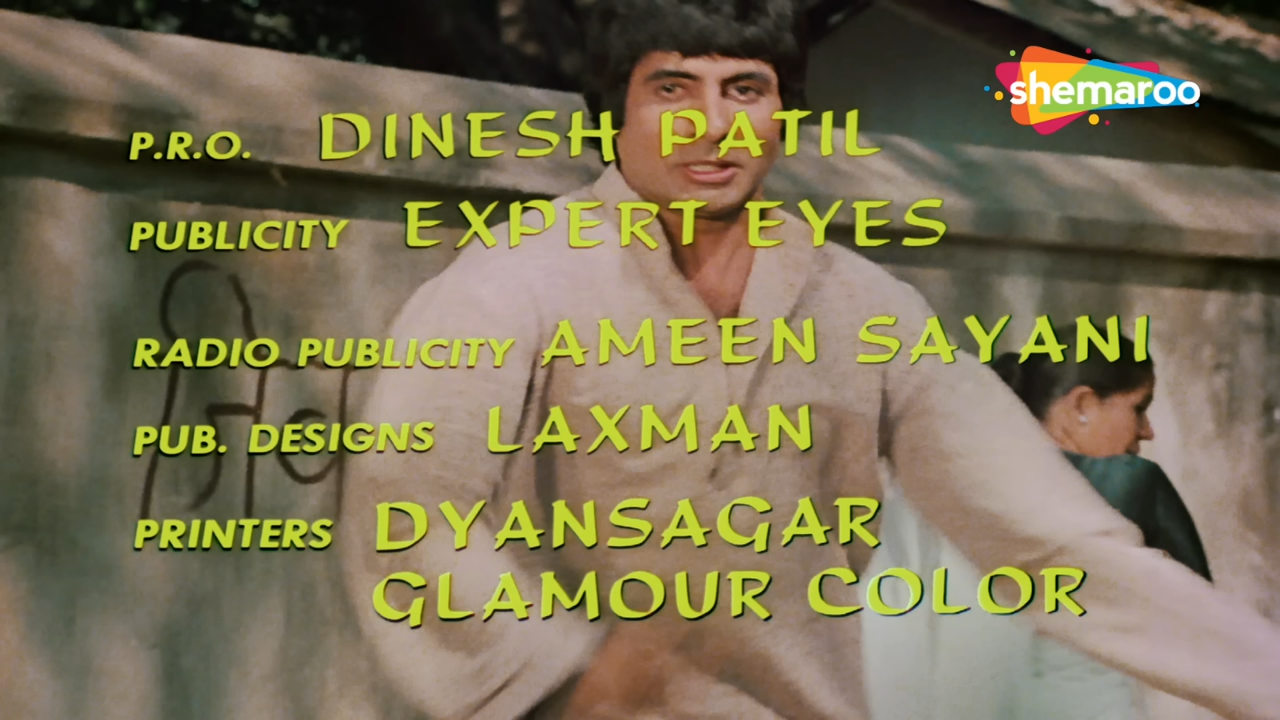 shemaroo
P.R.O. DINESH PATIL
PUBLICITY EXPERT EYES
RADIO PUBLICITY AMEEN SAYANI
PUB. DESIGNS LAXMAN
PRINTERS DYANSAGAR
GLAMOUR COLOR